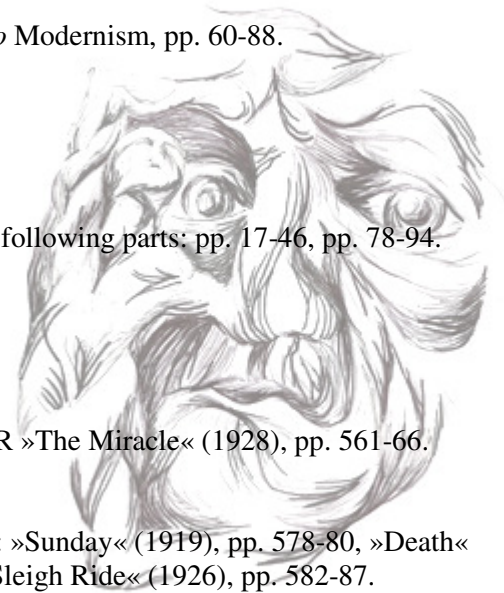 Modernism, pp. 60-88.
following parts: pp. 17-46, pp. 78-94.
R »The Miracle« (1928), pp. 561-66.
»Sunday« (1919), pp. 578-80, »Death«
Sleigh Ride« (1926), pp. 582-87.